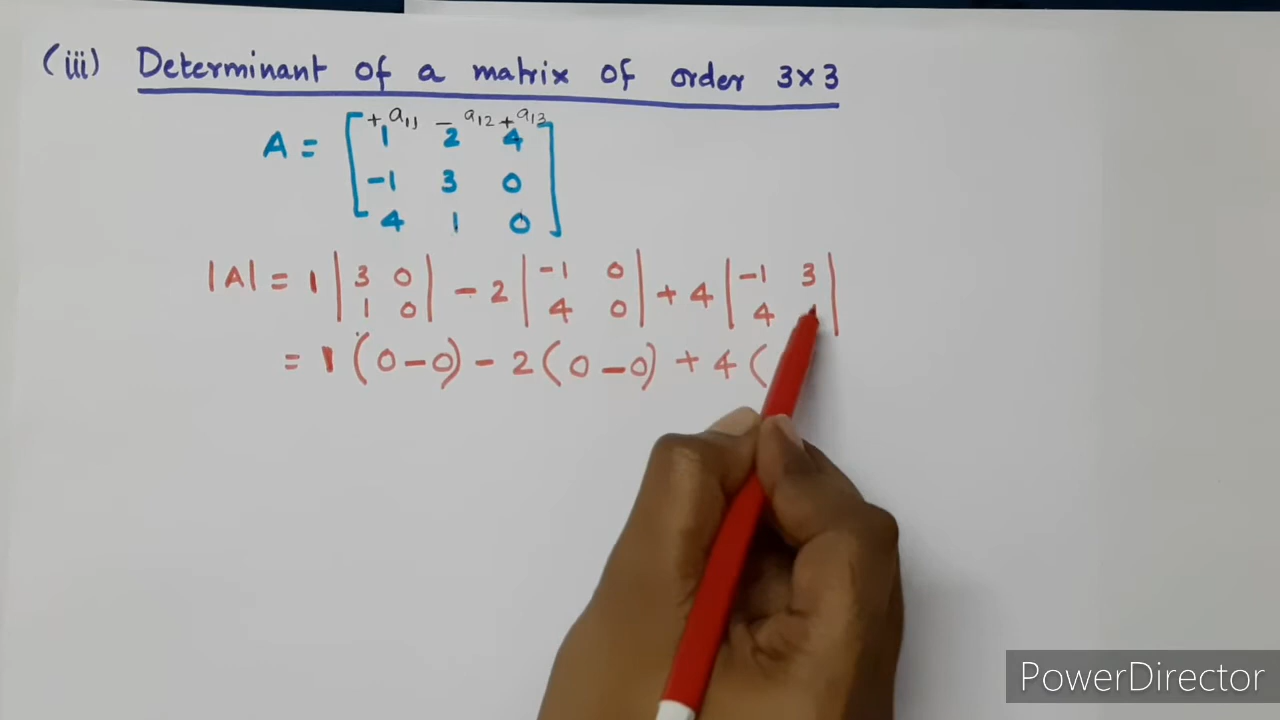 (iii) Determinant of a matrix of order 3×3
+ a11 − a12 + a13
A = [ 1 2 4
-1 3 0
4 1 0 ]
|A| = 1 | 3 0 | - 2 | -1 0 | + 4 | -1 3 |
| 1 0 | | 4 0 | | 4
= 1 (0-0) - 2 (0-0) + 4 (
PowerDirector